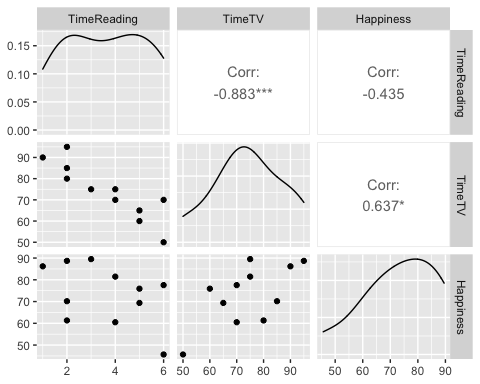 TimeReading TimeTV Happiness
0.15
0.10
0.05
0.00
Corr:
-0.883***
Corr:
-0.435
TimeReading
90
80
70
60
50
Corr:
0.637*
TimeTV
90
80
70
60
50
Happiness
2 4 6 50 60 70 80 90 50 60 70 80 90